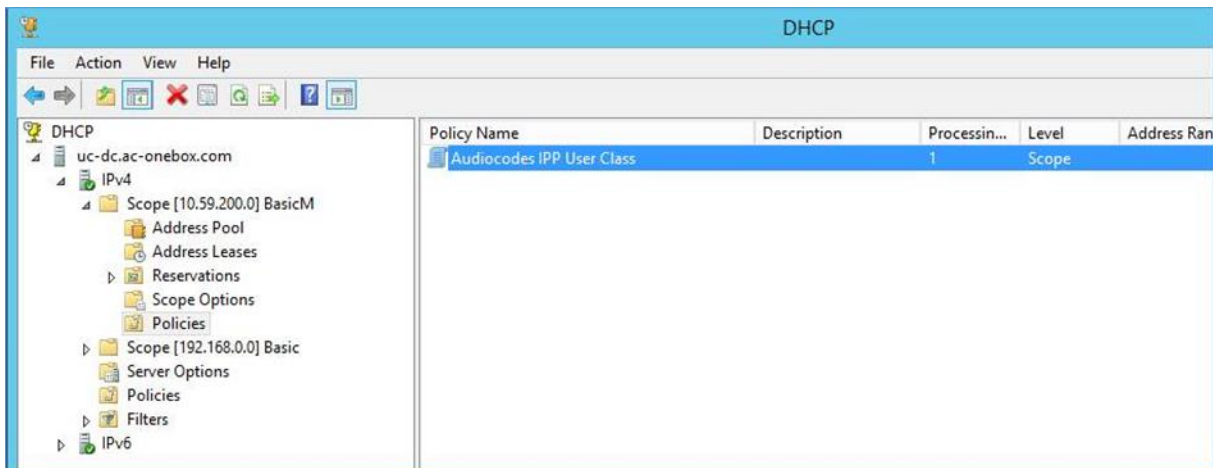 DHCP
File Action View Help
DHCP
uc-dc.ac-onebox.com
IPv4
Scope [10.59.200.0] BasicM
Address Pool
Address Leases
Reservations
Scope Options
Policies
Scope [192.168.0.0] Basic
Server Options
Policies
Filters
IPv6
Policy Name Description Processin... Level Address Ran
Audiocodes IPP User Class 1 Scope